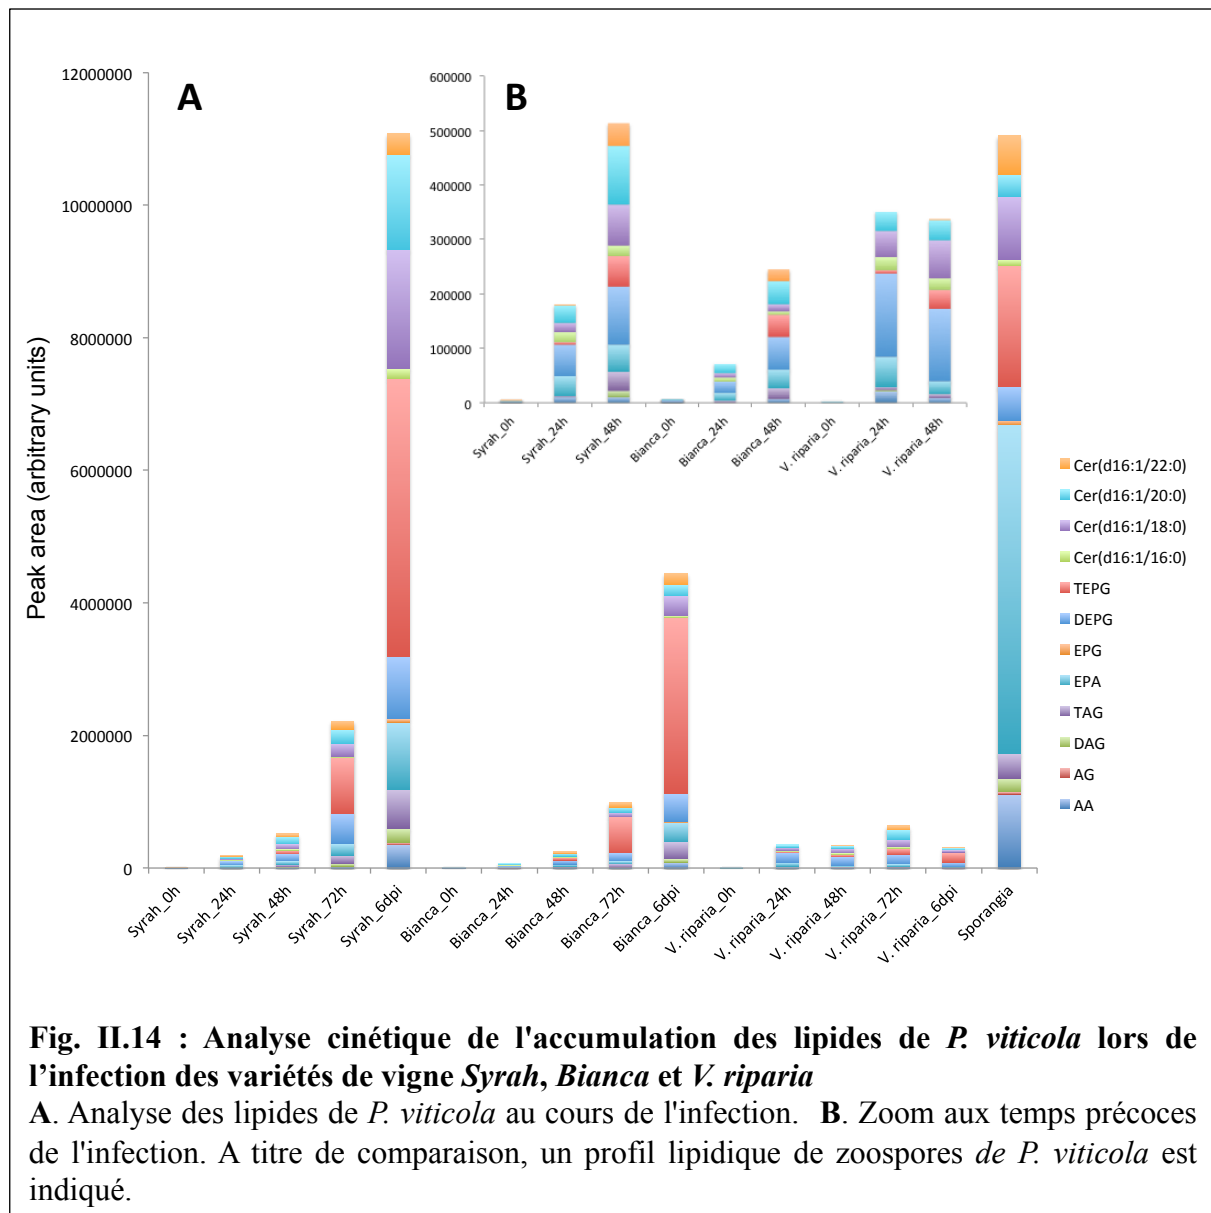 A
B
Peak area (arbitrary units)
12000000
10000000
8000000
6000000
4000000
2000000
0
600000
500000
400000
300000
200000
100000
0
Syrah_0h
Syrah_24h
Syrah_48h
Bianca_0h
Bianca_24h
Bianca_48h
V. riparia_0h
V. riparia_24h
V. riparia_48h
Cer(d16:1/22:0)
Cer(d16:1/20:0)
Cer(d16:1/18:0)
Cer(d16:1/16:0)
TEPG
DEPG
EPG
EPA
TAG
DAG
AG
AA
Syrah_0h
Syrah_24h
Syrah_48h
Syrah_72h
Syrah_6dpi
Bianca_0h
Bianca_24h
Bianca_48h
Bianca_72h
Bianca_6dpi
V. riparia_0h
V. riparia_24h
V. riparia_48h
V. riparia_72h
V. riparia_6dpi
Sporangia
Fig. II.14 : Analyse cinétique de l'accumulation des lipides de P. viticola lors de
l’infection des variétés de vigne Syrah, Bianca et V. riparia
A. Analyse des lipides de P. viticola au cours de l'infection. B. Zoom aux temps précoces
de l'infection. A titre de comparaison, un profil lipidique de zoospores de P. viticola est
indiqué.